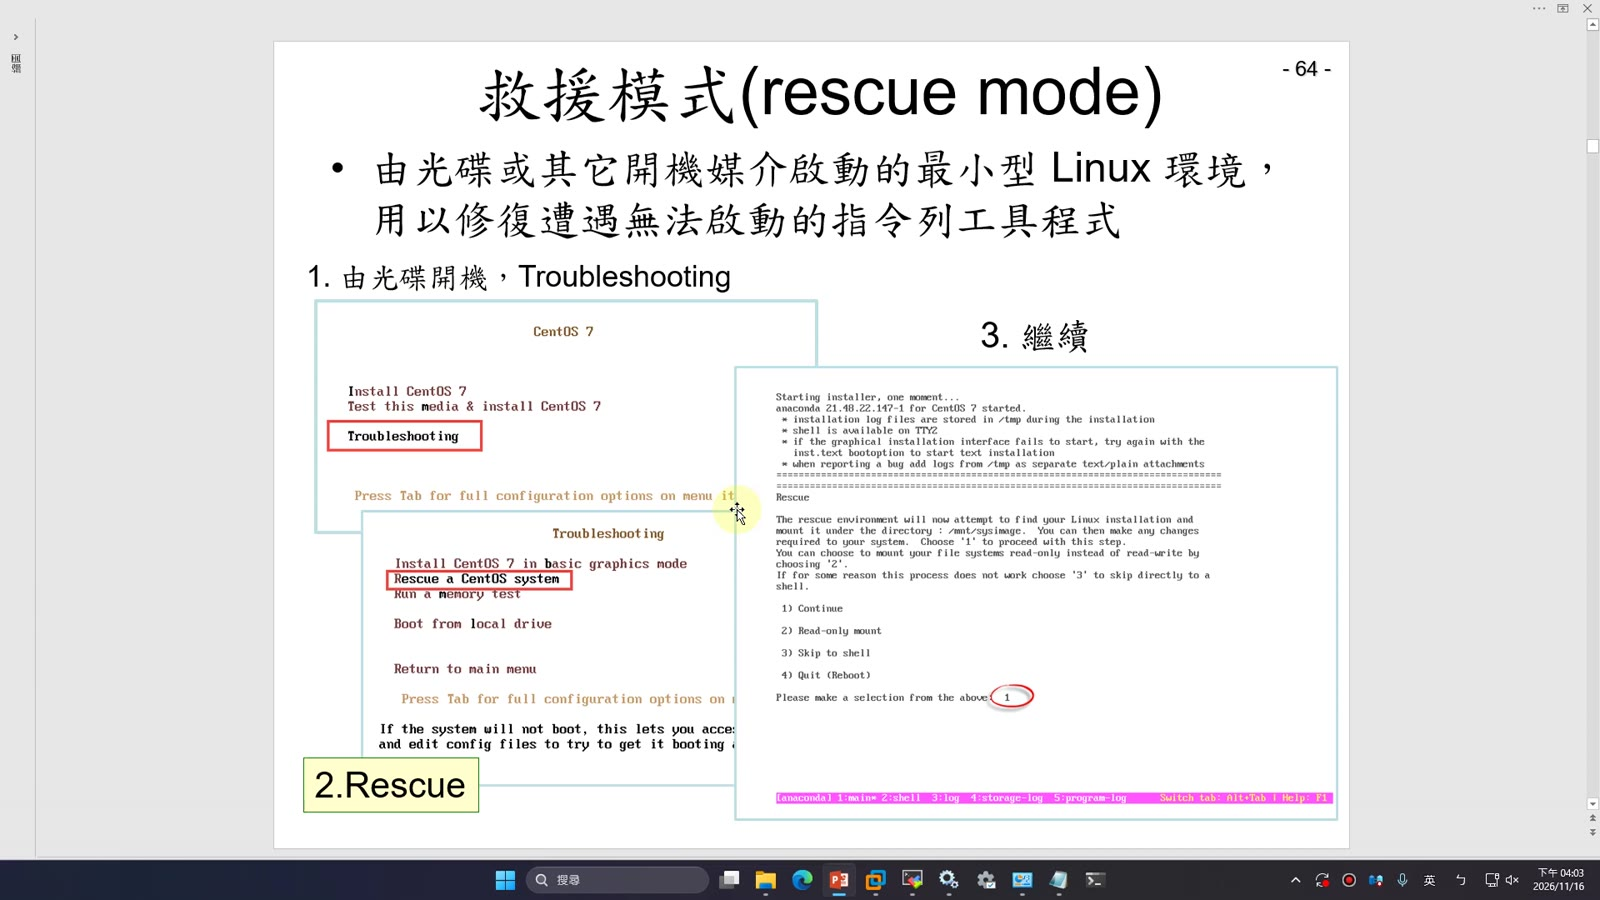 - 64 -
救援模式(rescue mode)
• 由光碟或其它開機媒介啟動的最小型 Linux 環境，
用以修復遭遇無法啟動的指令列工具程式
1. 由光碟開機，Troubleshooting
CentOS 7
Install CentOS 7
Test this media & install CentOS 7
Troubleshooting
Press Tab for full configuration options on menu it
Troubleshooting
Install CentOS 7 in basic graphics mode
Rescue a CentOS system
Run a memory test
Boot from local drive
Return to main menu
Press Tab for full configuration options on
If the system will not boot, this lets you acces
and edit config files to try to get it booting
2.Rescue
3. 繼續
Starting installer, one moment...
anaconda 21.48.22.147-1 for CentOS 7 started.
* installation log files are stored in /tmp during the installation
* shell is available on TTY2
* if the graphical installation interface fails to start, try again with the
inst.text bootoption to start text installation
* when reporting a bug add logs from /tmp as separate text/plain attachments
================================================================================
================================================================================
Rescue
The rescue environment will now attempt to find your Linux installation and
mount it under the directory : /mnt/sysimage.  You can then make any changes
required to your system.  Choose '1' to proceed with this step.
You can choose to mount your file systems read-only instead of read-write by
choosing '2'.
If for some reason this process does not work choose '3' to skip directly to a
shell.
1) Continue
2) Read-only mount
3) Skip to shell
4) Quit (Reboot)
Please make a selection from the above: 1
[anaconda] 1:main* 2:shell  3:log  4:storage-log  5:program-log Switch tab: Alt+Tab | Help: F1
搜尋
英
ㄅ
下午 04:03
2026/11/16